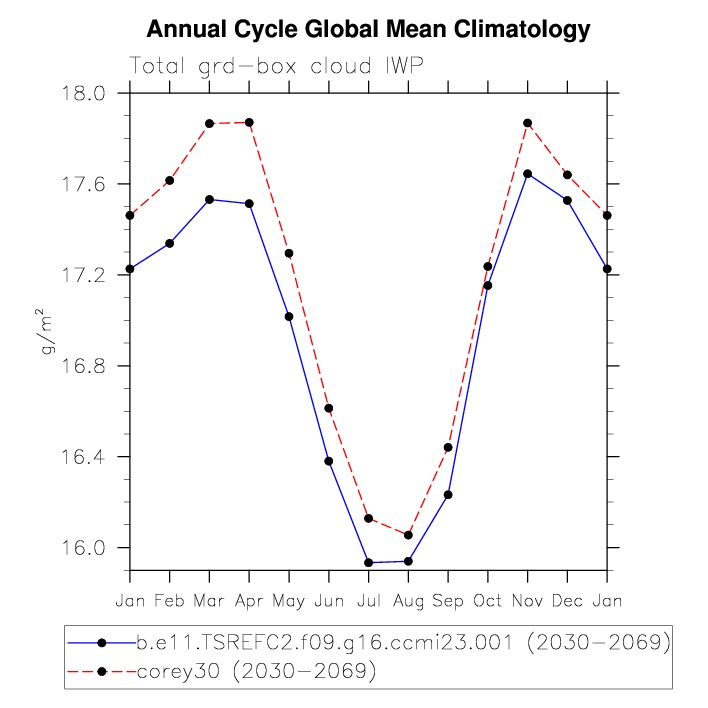 Annual Cycle Global Mean Climatology
Total grd-box cloud IWP
18.0
17.6
17.2
16.8
16.4
16.0
g/m²
Jan Feb Mar Apr May Jun Jul Aug Sep Oct Nov Dec Jan
b.e11.TSREFC2.f09.g16.ccmi23.001 (2030-2069)
corey30 (2030-2069)